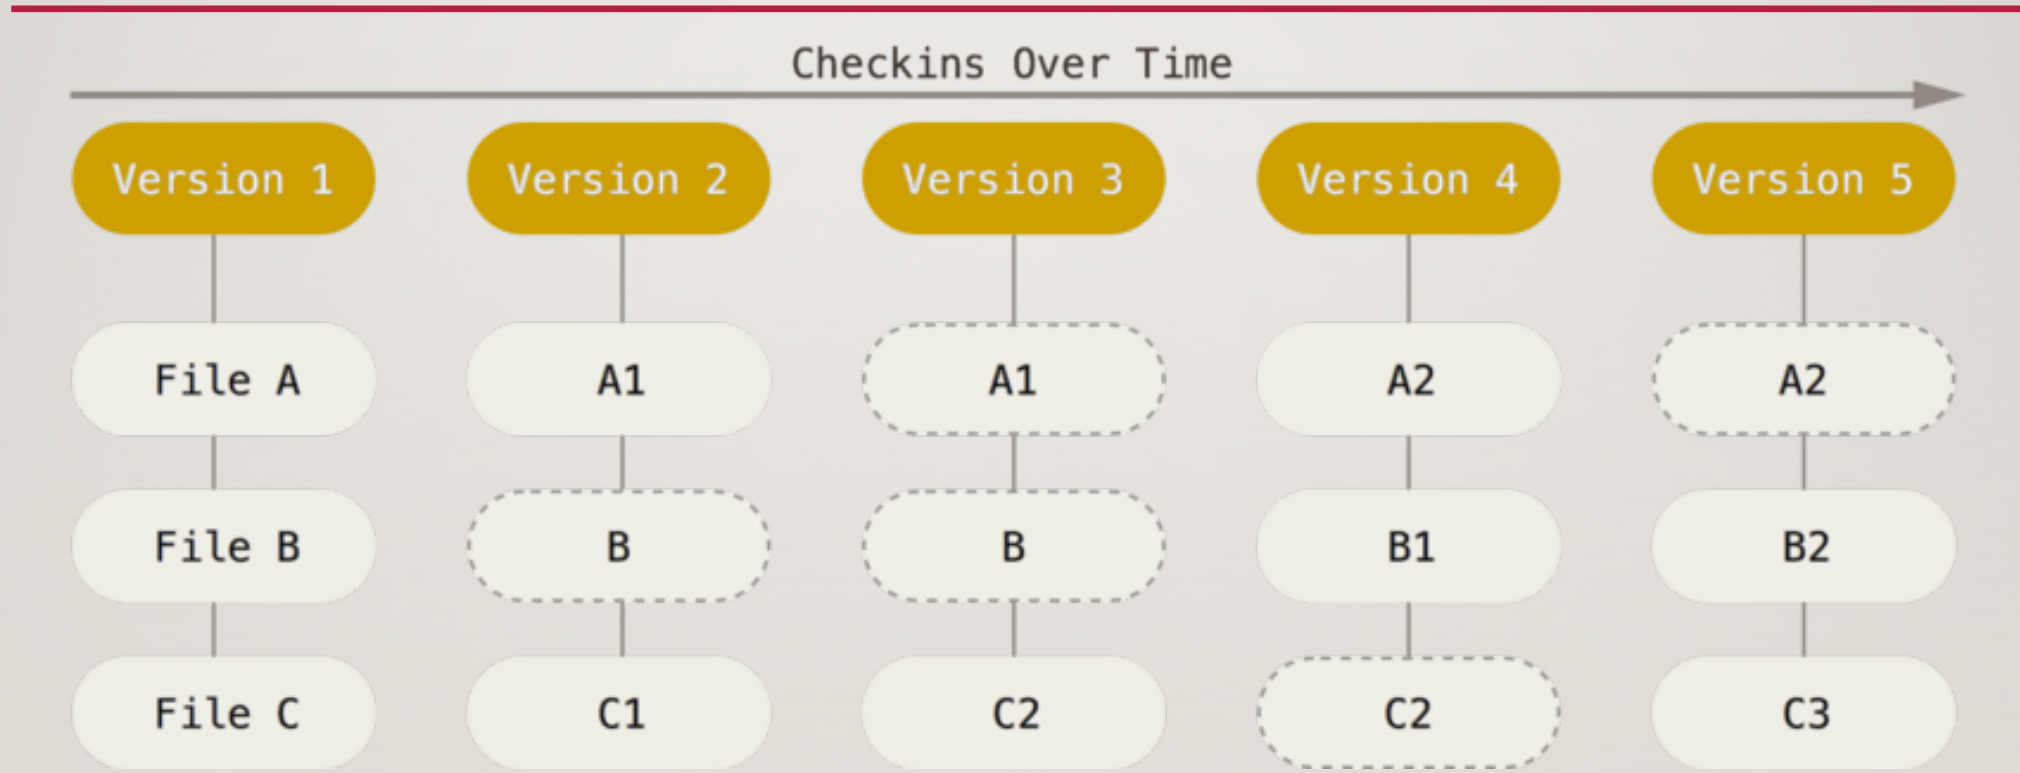 Checkins Over Time
Version 1 Version 2 Version 3 Version 4 Version 5
File A A1 A1 A2 A2
File B B B B1 B2
File C C1 C2 C2 C3